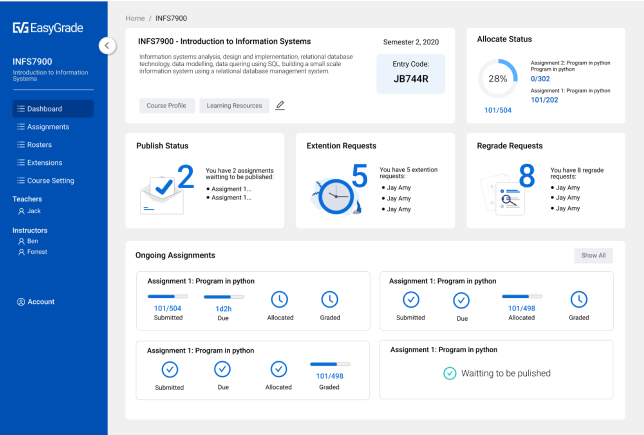 EasyGrade
INFS7900
Introduction to Information
Systems
Dashboard
Assignments
Rosters
Extensions
Course Setting
Teachers
Jack
Instructors
Ben
Forrest
Account
Home / INFS7900
INFS7900 - Introduction to Information Systems
Semester 2, 2020
Information systems analysis, design and implementation, relational database
technology, data modelling, data quering using SQL, building a small scale
information system using a relational database management system.
Entry Code:
JB744R
Course Profile
Learning Resources
Allocate Status
28%
101/504
Assignment 2: Program in python
Program in python
0/302
Assignment 1: Program in python
101/202
Publish Status
2
You have 2 assignments
waitting to be published:
Assigment 1...
Assigment 1...
Extention Requests
5
You have 5 extention
requests:
Jay Amy
Jay Amy
Jay Amy
Regrade Requests
8
You have 8 regrade
requests:
Jay Amy
Jay Amy
Jay Amy
Ongoing Assignments
Show All
Assignment 1: Program in python
101/504
Submitted
1d2h
Due
Allocated
Graded
Assignment 1: Program in python
Submitted
Due
101/498
Allocated
Graded
Assignment 1: Program in python
Submitted
Due
Allocated
101/498
Graded
Assignment 1: Program in python
Waitting to be pulished